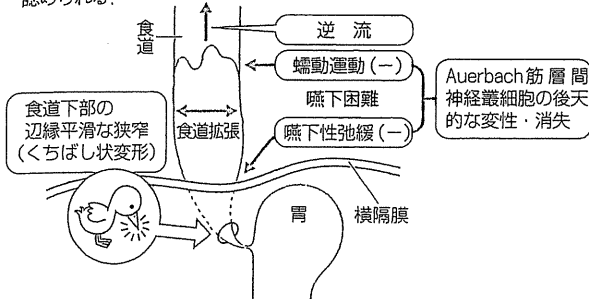 認められる.
食道
逆 流
蠕動運動(ー)
嚥下困難
嚥下性弛緩(ー)
Auerbach筋層間
神経叢細胞の後天
的な変性・消失
食道下部の
辺縁平滑な狭窄
(くちばし状変形)
食道拡張
胃
横隔膜